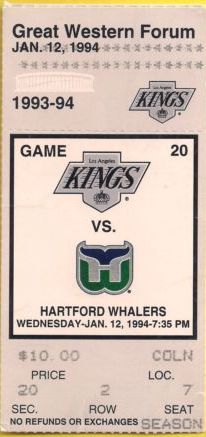 Great Western Forum
JAN. 12, 1994
1993-94
Los Angeles
KINGS
GAME 20
Los Angeles
KINGS
VS.
HARTFORD WHALERS
WEDNESDAY-JAN. 12, 1994-7:35 PM
$10.00 COLN
PRICE LOC.
20 2 7
SEC. ROW SEAT
NO REFUNDS OR EXCHANGES SEASON